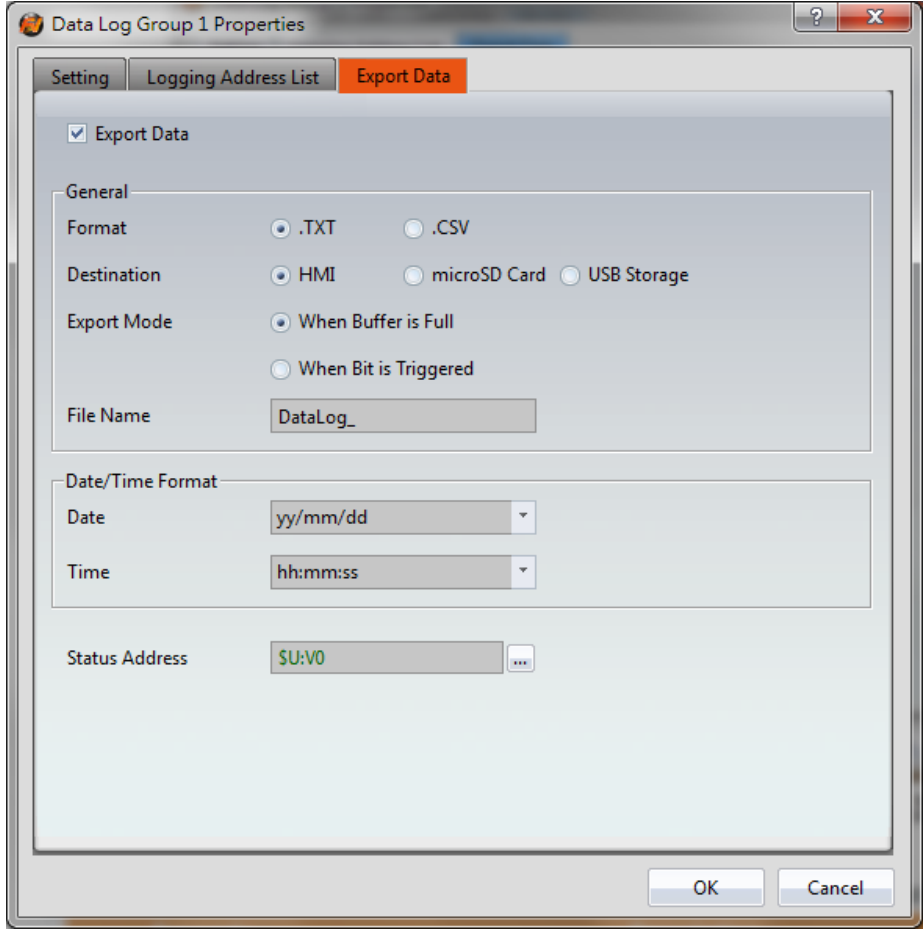 Data Log Group 1 Properties
?
x
Setting Logging Address List Export Data
Export Data
General
Format .TXT .CSV
Destination HMI microSD Card USB Storage
Export Mode When Buffer is Full
When Bit is Triggered
File Name DataLog_
Date/Time Format
Date yy/mm/dd
Time hh:mm:ss
Status Address $U:V0 ...
OK Cancel